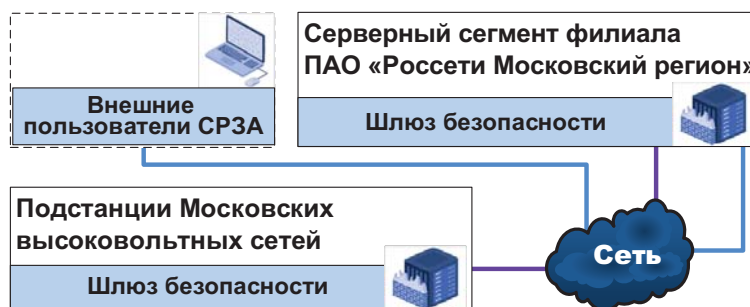 Внешние
пользователи СРЗА
Серверный сегмент филиала
ПАО «Россети Московский регион»
Шлюз безопасности
Подстанции Московских
высоковольтных сетей
Шлюз безопасности
Сеть